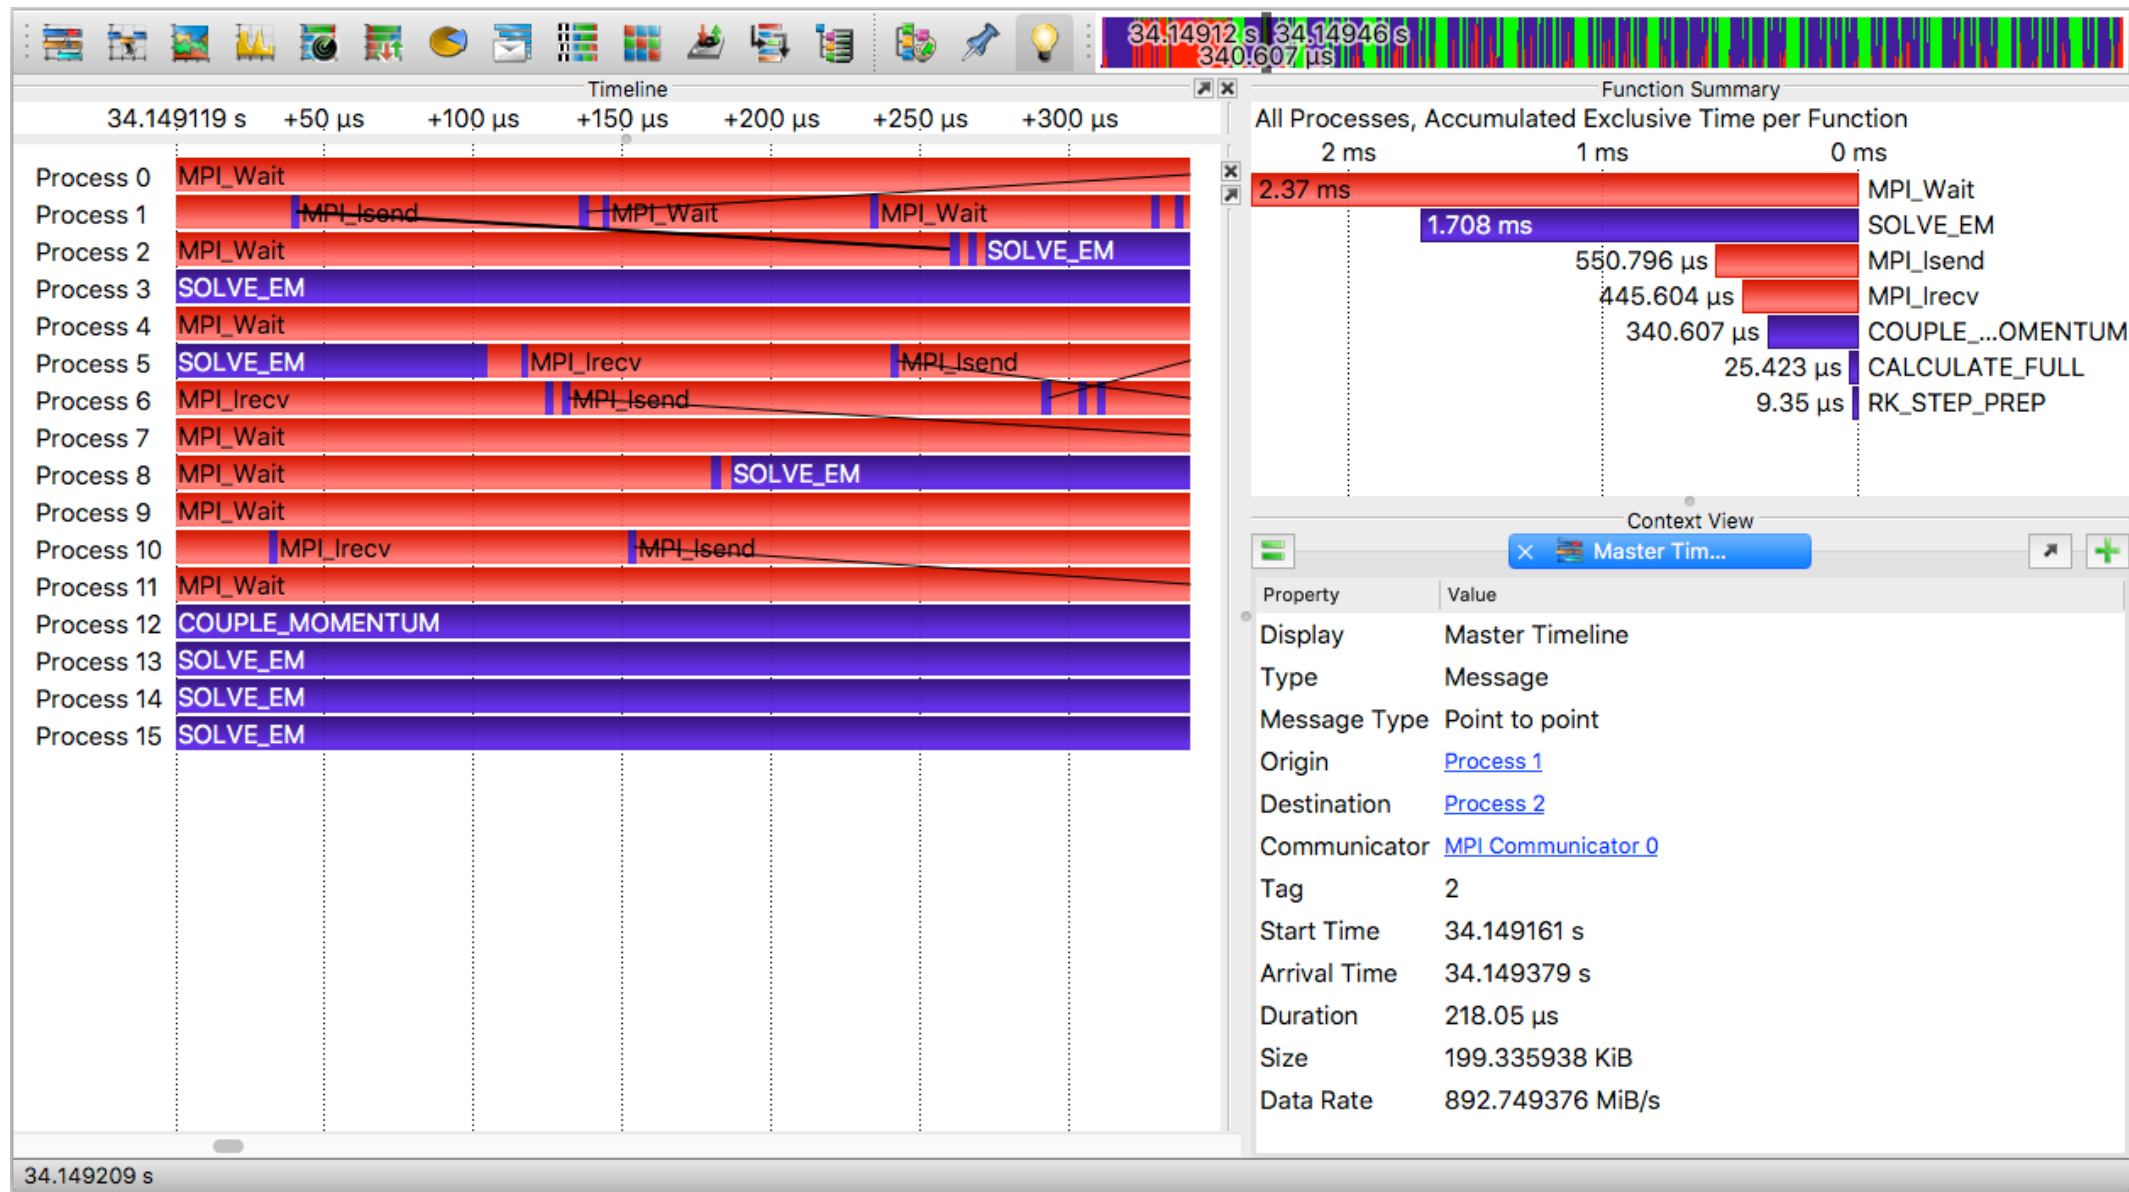 34.14912 s 34.14946 s
340.607 µs
Timeline
34.149119 s +50 µs +100 µs +150 µs +200 µs +250 µs +300 µs
Process 0 MPI_Wait
Process 1 MPI_Isend MPI_Wait MPI_Wait
Process 2 MPI_Wait SOLVE_EM
Process 3 SOLVE_EM
Process 4 MPI_Wait
Process 5 SOLVE_EM MPI_Irecv MPI_Isend
Process 6 MPI_Irecv MPI_Isend
Process 7 MPI_Wait
Process 8 MPI_Wait SOLVE_EM
Process 9 MPI_Wait
Process 10 MPI_Irecv MPI_Isend
Process 11 MPI_Wait
Process 12 COUPLE_MOMENTUM
Process 13 SOLVE_EM
Process 14 SOLVE_EM
Process 15 SOLVE_EM
Function Summary
All Processes, Accumulated Exclusive Time per Function
2 ms 1 ms 0 ms
2.37 ms MPI_Wait
1.708 ms SOLVE_EM
550.796 µs MPI_Isend
445.604 µs MPI_Irecv
340.607 µs COUPLE_...OMENTUM
25.423 µs CALCULATE_FULL
9.35 µs RK_STEP_PREP
Context View
Master Tim...
Property Value
Display Master Timeline
Type Message
Message Type Point to point
Origin Process 1
Destination Process 2
Communicator MPI Communicator 0
Tag 2
Start Time 34.149161 s
Arrival Time 34.149379 s
Duration 218.05 µs
Size 199.335938 KiB
Data Rate 892.749376 MiB/s
34.149209 s